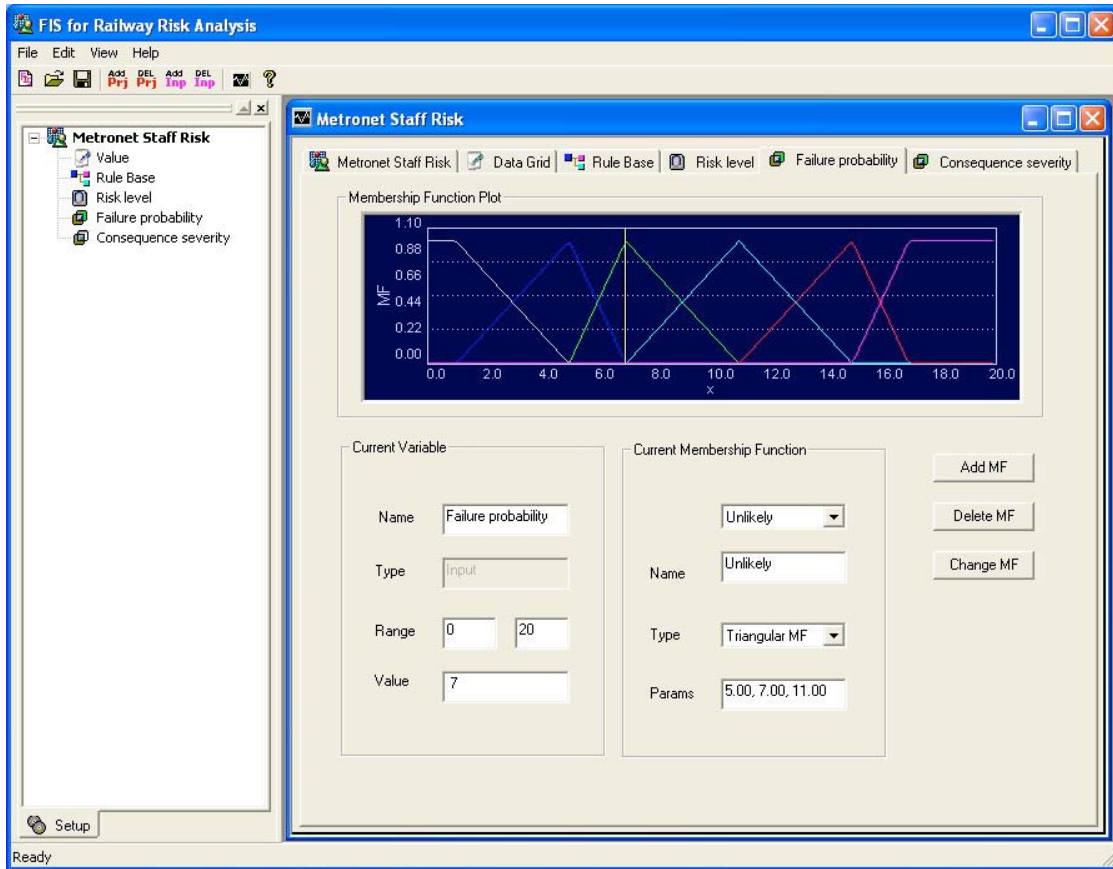 FIS for Railway Risk Analysis
File Edit View Help
Add Prj DEL Prj Add Inp DEL Inp
Metronet Staff Risk
Value
Rule Base
Risk level
Failure probability
Consequence severity
Setup
Metronet Staff Risk
Metronet Staff Risk Data Grid Rule Base Risk level Failure probability Consequence severity
Membership Function Plot
1.10
0.88
0.66
0.44
0.22
0.00
MF
0.0 2.0 4.0 6.0 8.0 10.0 12.0 14.0 16.0 18.0 20.0
x
Current Variable
Name Failure probability
Type Input
Range 0 20
Value 7
Current Membership Function
Unlikely
Name Unlikely
Type Triangular MF
Params 5.00, 7.00, 11.00
Add MF
Delete MF
Change MF
Ready